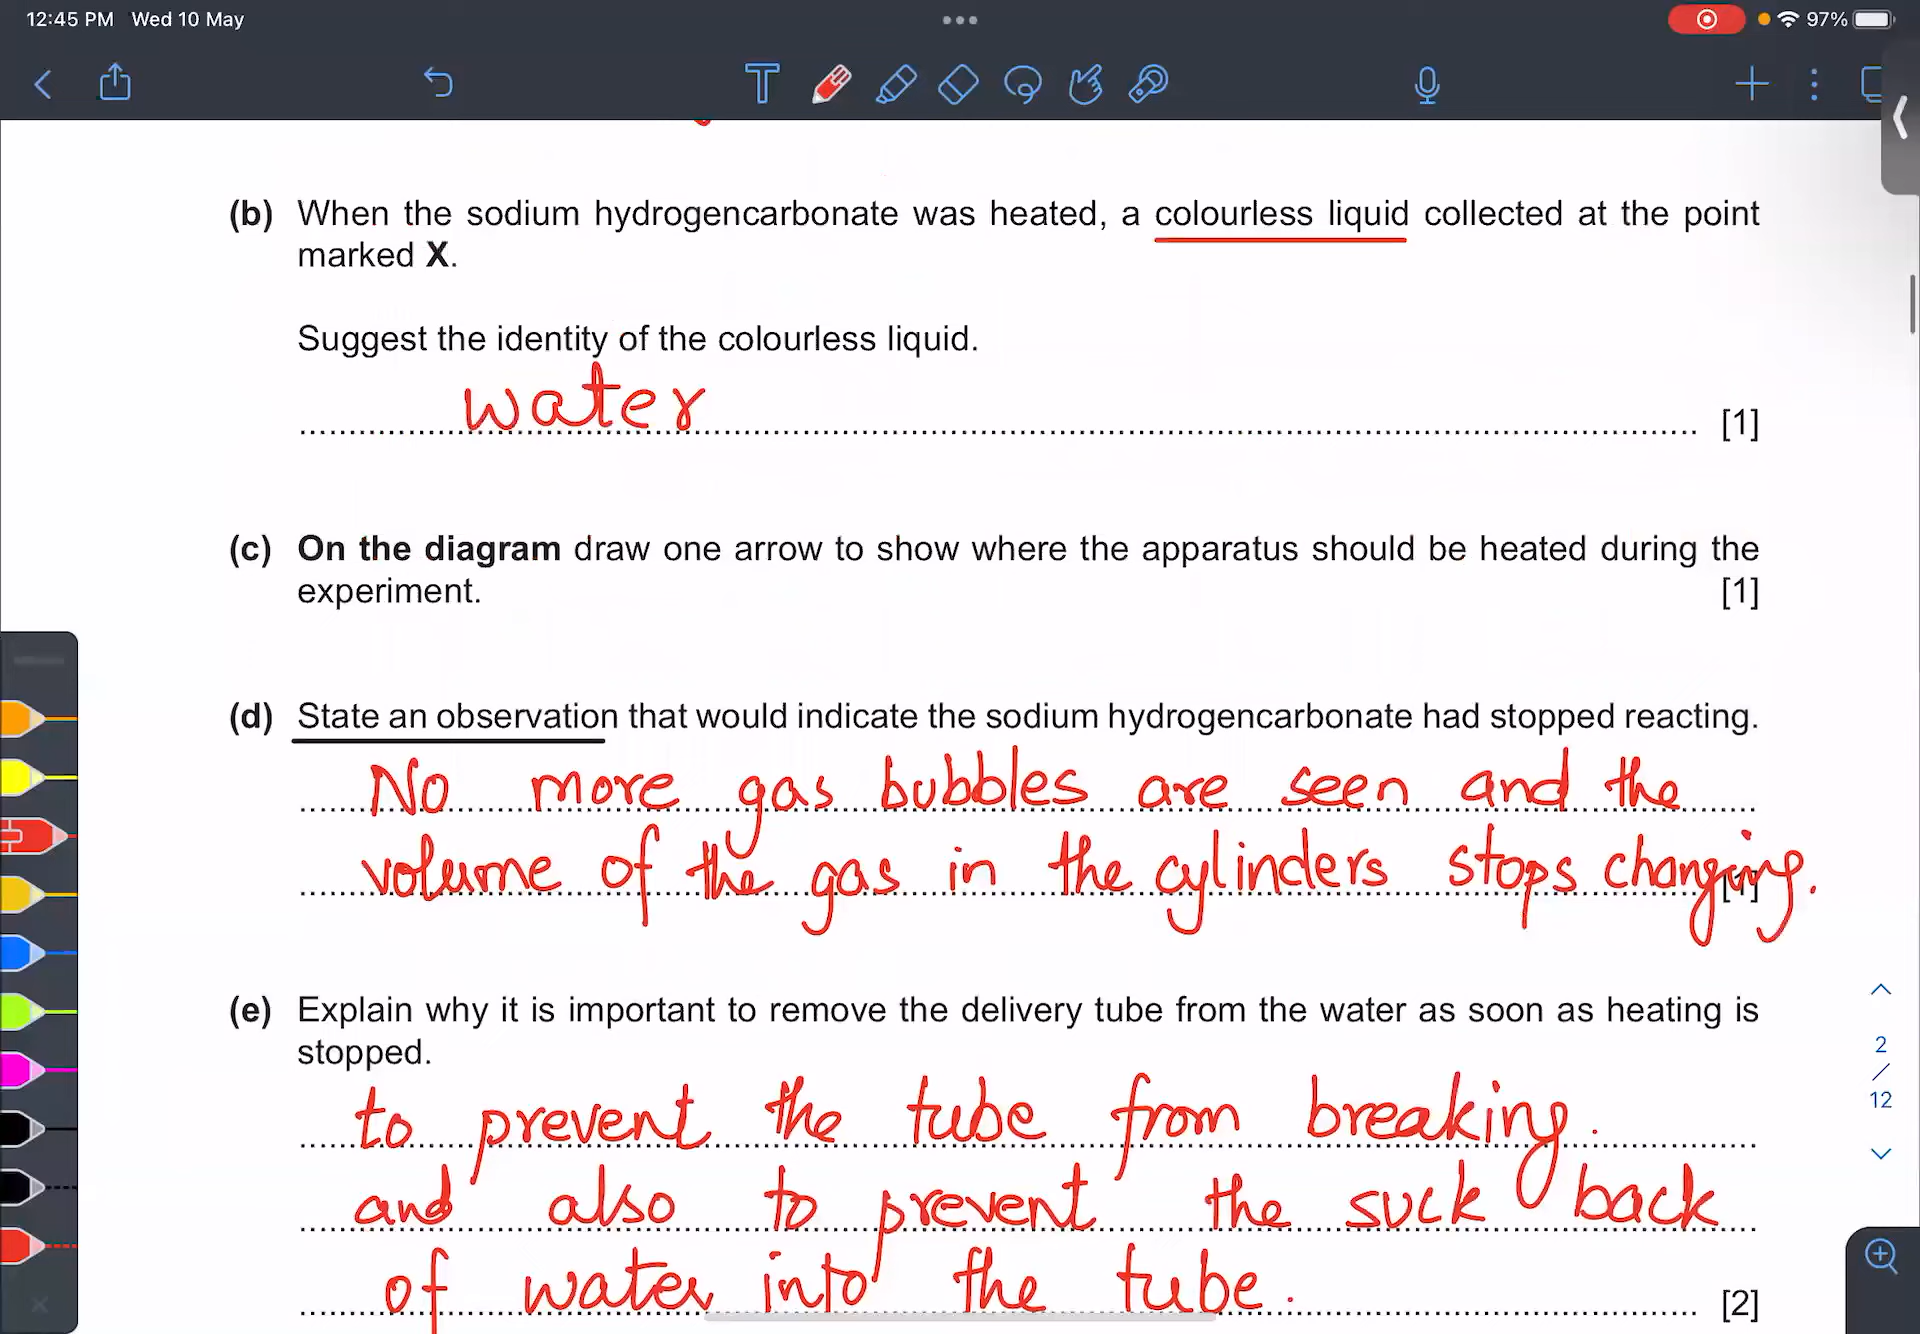 12:45 PM Wed 10 May
97%
(b) When the sodium hydrogencarbonate was heated, a colourless liquid collected at the point
marked X.
Suggest the identity of the colourless liquid.
water
[1]
(c) On the diagram draw one arrow to show where the apparatus should be heated during the
experiment. [1]
(d) State an observation that would indicate the sodium hydrogencarbonate had stopped reacting.
No more gas bubbles are seen and the
volume of the gas in the cylinders stops changing.
[1]
(e) Explain why it is important to remove the delivery tube from the water as soon as heating is
stopped.
to prevent the tube from breaking.
and also to prevent the suck back
of water into the tube.
[2]
2
/
12